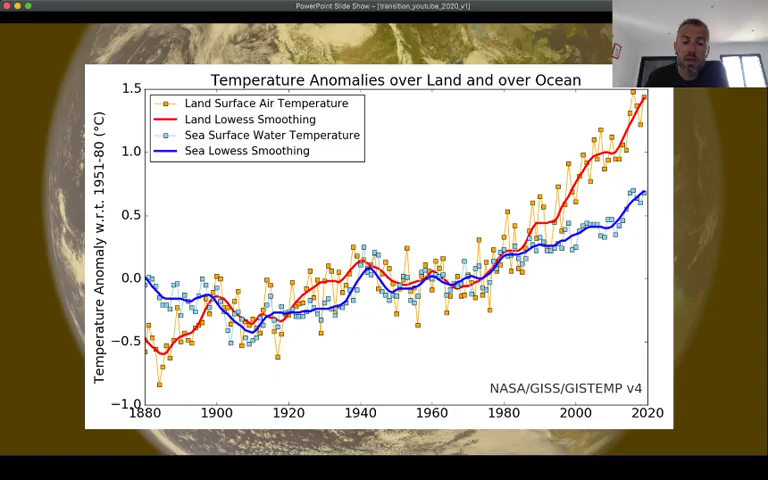 PowerPoint Slide Show – [transition_youtube_2020_v1]
Temperature Anomalies over Land and over Ocean
Temperature Anomaly w.r.t. 1951-80 (°C)
1.5
1.0
0.5
0.0
−0.5
−1.0
Land Surface Air Temperature
Land Lowess Smoothing
Sea Surface Water Temperature
Sea Lowess Smoothing
NASA/GISS/GISTEMP v4
1880 1900 1920 1940 1960 1980 2000 2020